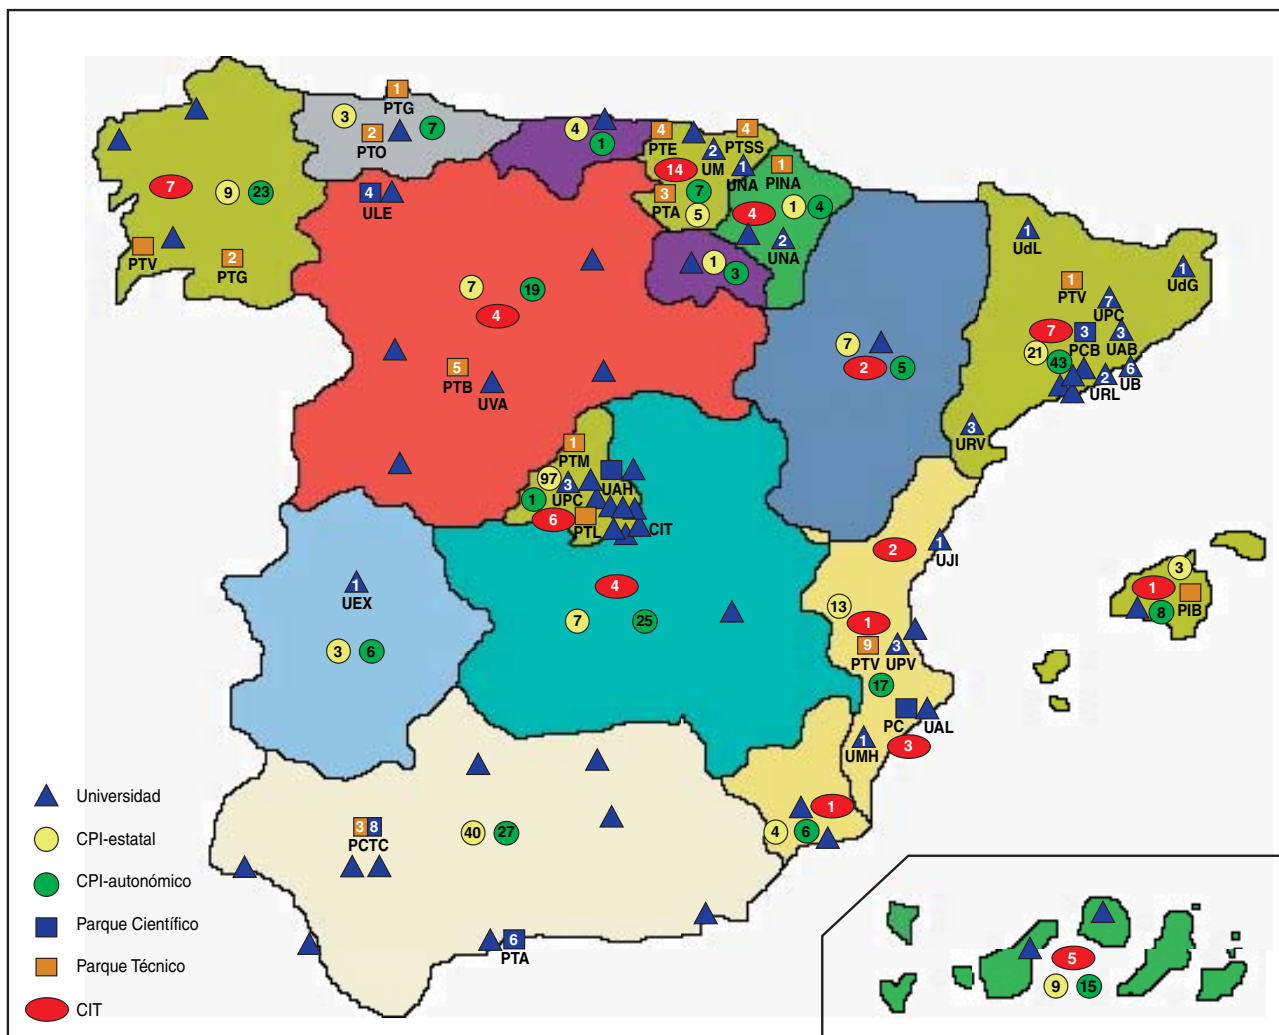 1
PTG
3
2
7
PTO
4
1
4
PTE
2
UM
4
PTSS
14
1
UNA
1
PINA
3
PTA
7
5
4
1
4
2
UNA
7
9
23
PTV
2
PTG
4
ULE
1
3
7
19
4
5
PTB
UVA
7
2
5
1
UdL
1
UdG
1
PTV
7
UPC
7
3
PCB
3
UAB
21
43
2
URL
6
UB
3
URV
1
PTM
97
3
UPC
UAH
1
6
PTL
CIT
2
1
UJI
4
7
25
1
UEX
3
6
13
1
9
PTV
3
UPV
17
PC
UAL
1
UMH
3
3
1
PIB
8
1
4
6
3 8
PCTC
40
27
6
PTA
5
9
15
Universidad
CPI-estatal
CPI-autonómico
Parque Científico
Parque Técnico
CIT